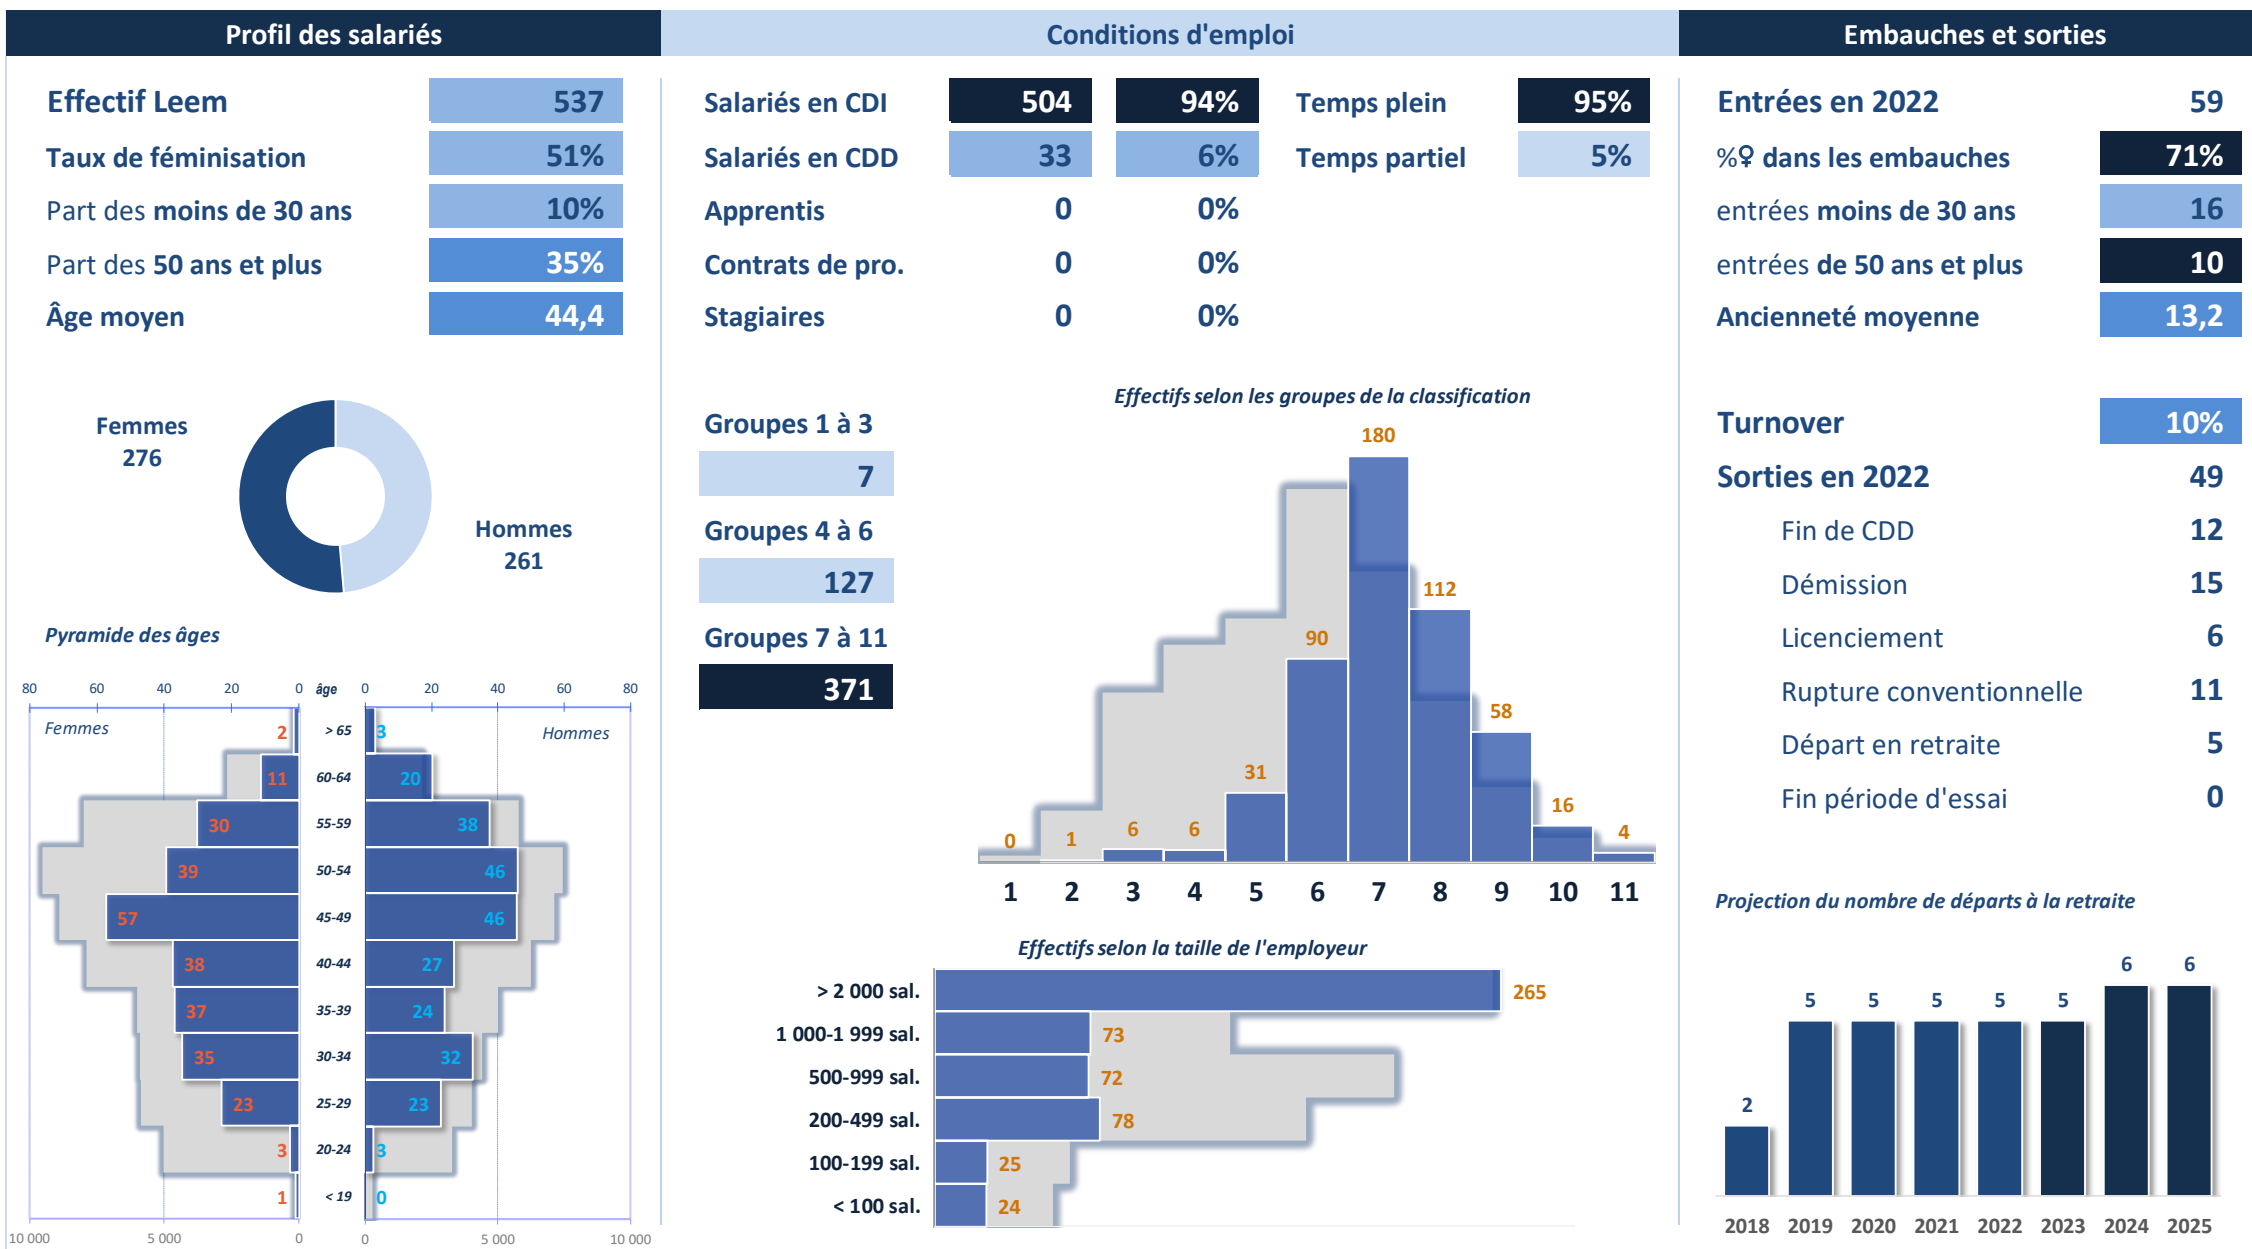 Profil des salariés
Effectif Leem 537
Taux de féminisation 51%
Part des moins de 30 ans 10%
Part des 50 ans et plus 35%
Âge moyen 44,4
Femmes
276
Hommes
261
Pyramide des âges
80 60 40 20 0 âge 0 20 40 60 80
Femmes Hommes
2 > 65 3
11 60-64 20
30 55-59 38
39 50-54 46
57 45-49 46
38 40-44 27
37 35-39 24
35 30-34 32
23 25-29 23
3 20-24 3
1 < 19 0
10 000 5 000 0 0 5 000 10 000
Conditions d'emploi
Salariés en CDI 504 94% Temps plein 95%
Salariés en CDD 33 6% Temps partiel 5%
Apprentis 0 0%
Contrats de pro. 0 0%
Stagiaires 0 0%
Groupes 1 à 3
7
Groupes 4 à 6
127
Groupes 7 à 11
371
Effectifs selon les groupes de la classification
0 1 6 6 31 90 180 112 58 16 4
1 2 3 4 5 6 7 8 9 10 11
Effectifs selon la taille de l'employeur
> 2 000 sal. 265
1 000-1 999 sal. 73
500-999 sal. 72
200-499 sal. 78
100-199 sal. 25
< 100 sal. 24
Embauches et sorties
Entrées en 2022 59
%♀ dans les embauches 71%
entrées moins de 30 ans 16
entrées de 50 ans et plus 10
Ancienneté moyenne 13,2
Turnover 10%
Sorties en 2022 49
Fin de CDD 12
Démission 15
Licenciement 6
Rupture conventionnelle 11
Départ en retraite 5
Fin période d'essai 0
Projection du nombre de départs à la retraite
2 5 5 5 5 5 6 6
2018 2019 2020 2021 2022 2023 2024 2025